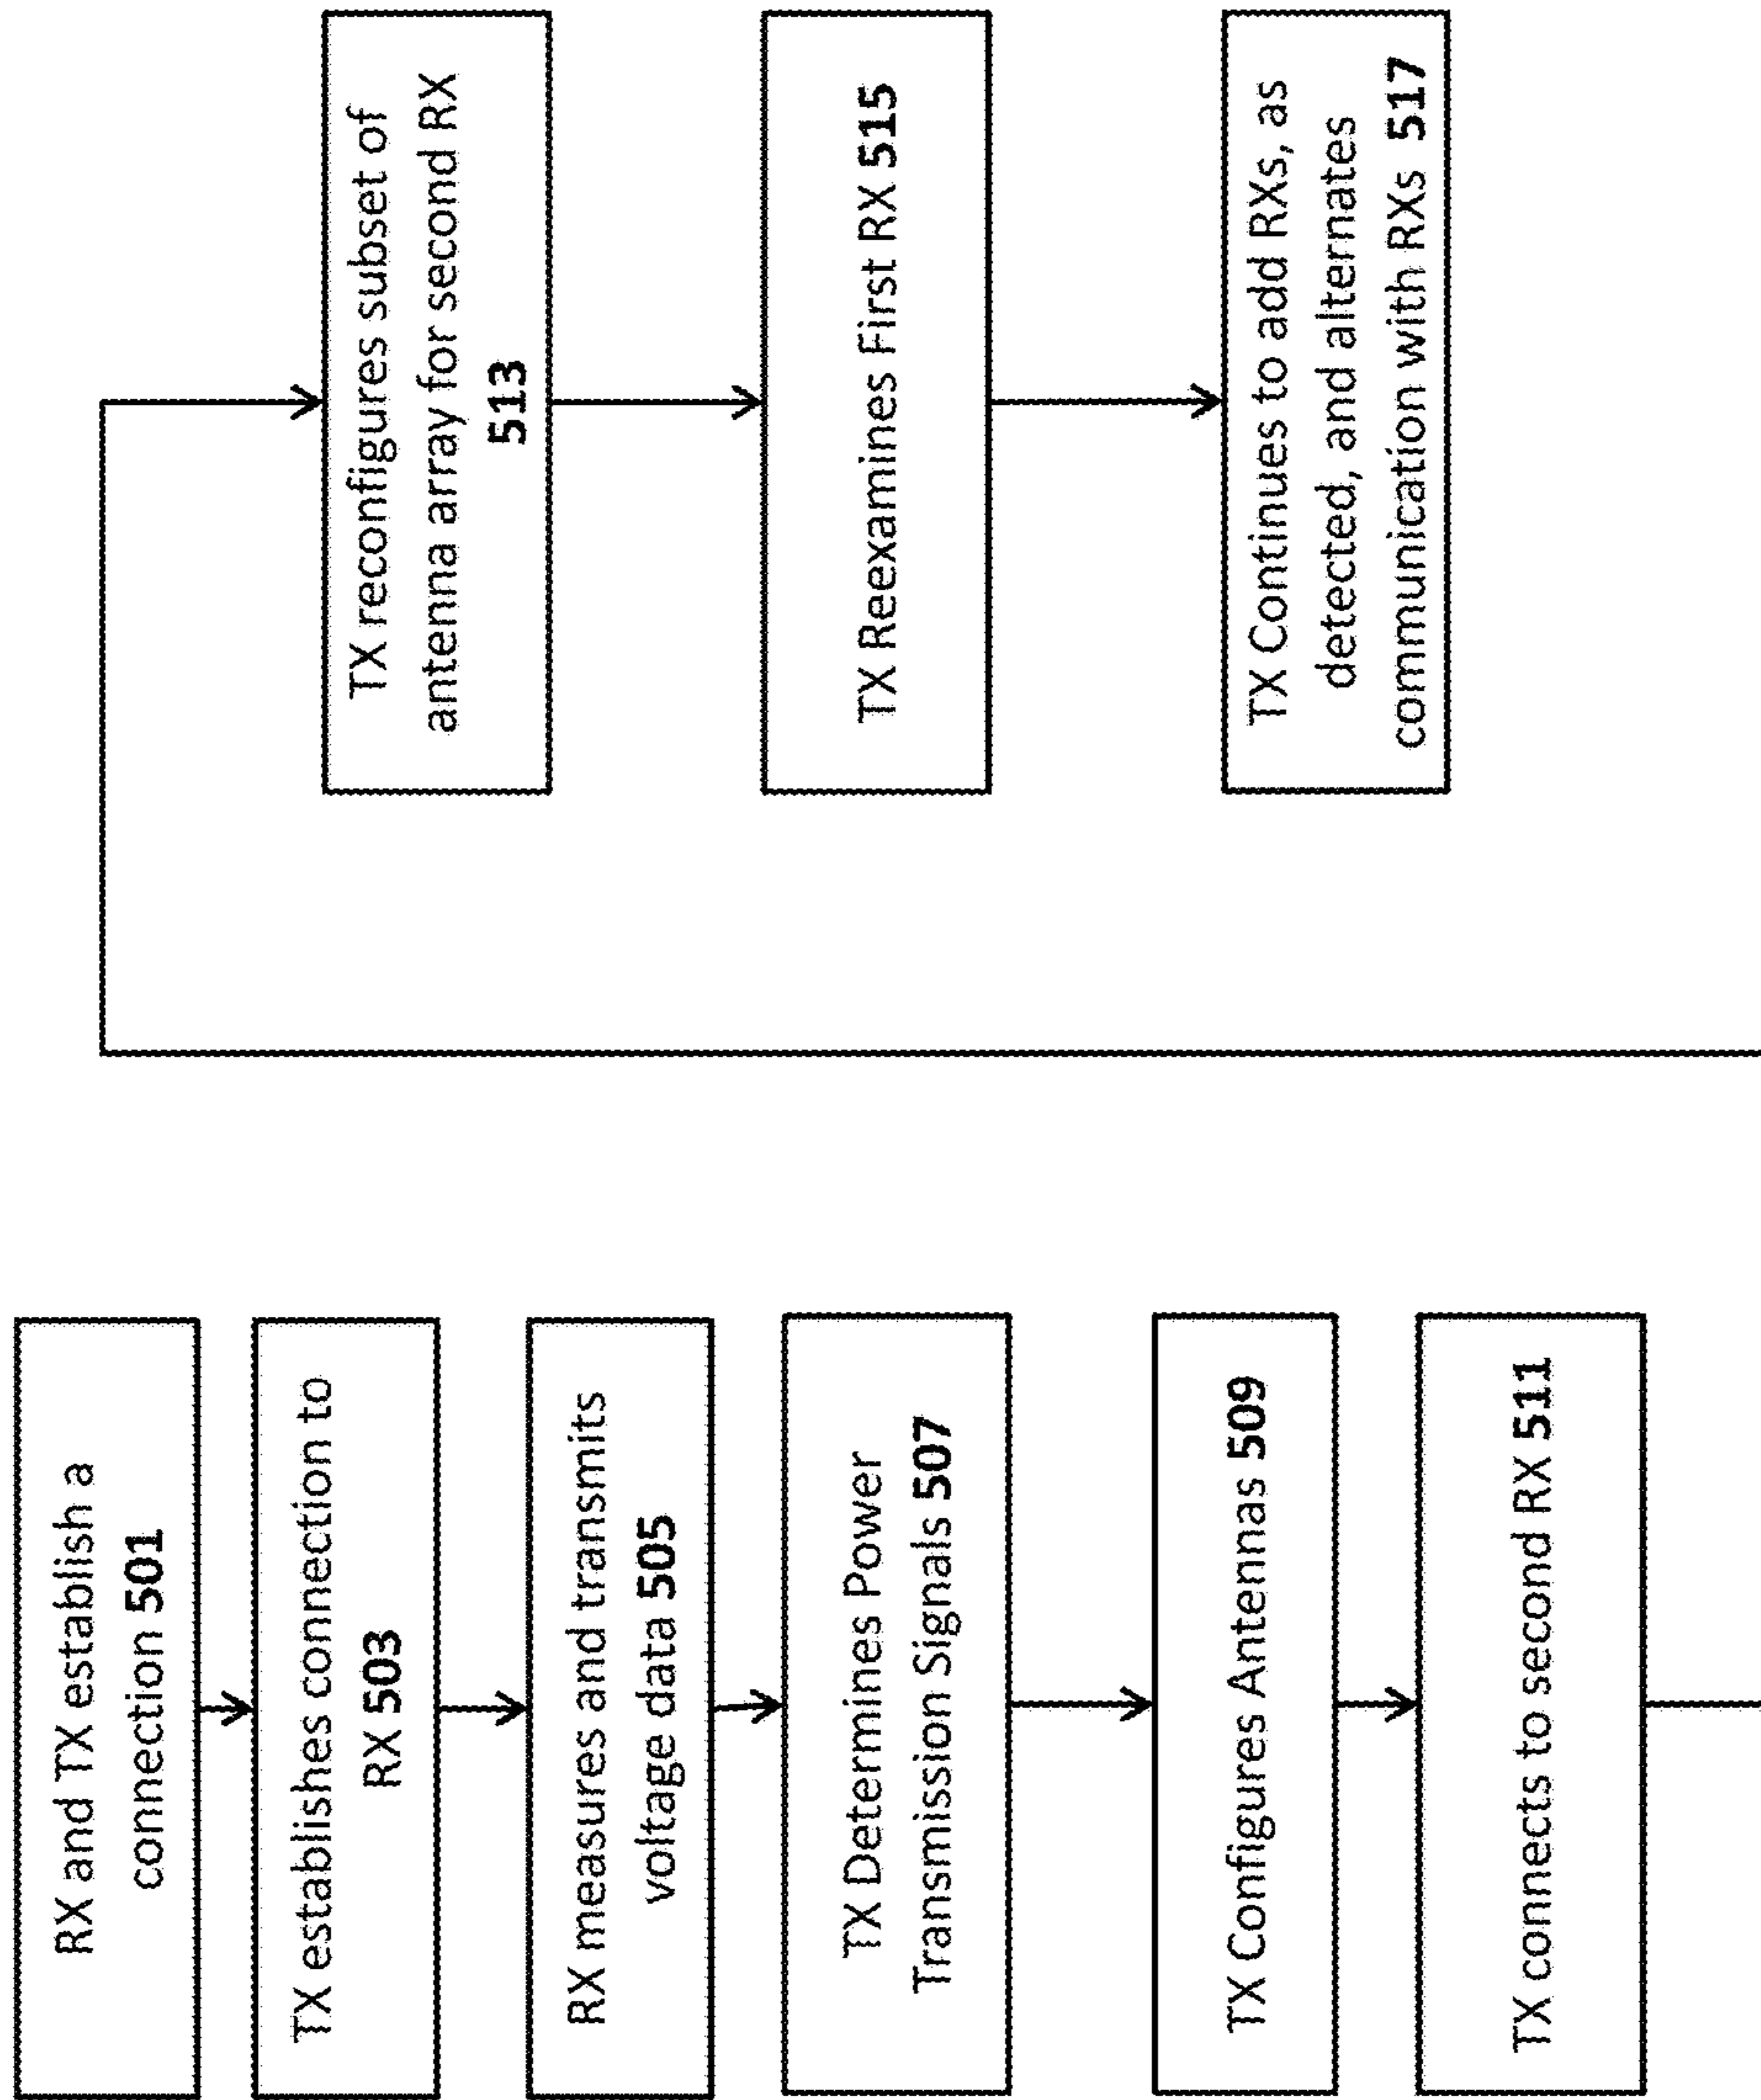 RX and TX establish a
connection 501
TX establishes connection to
RX 503
RX measures and transmits
voltage data 505
TX Determines Power
Transmission Signals 507
TX Configures Antennas 509
TX connects to second RX 511
TX reconfigures subset of
antenna array for second RX
513
TX Reexamines First RX 515
TX Continues to add RXs, as
detected, and alternates
communication with RXs 517